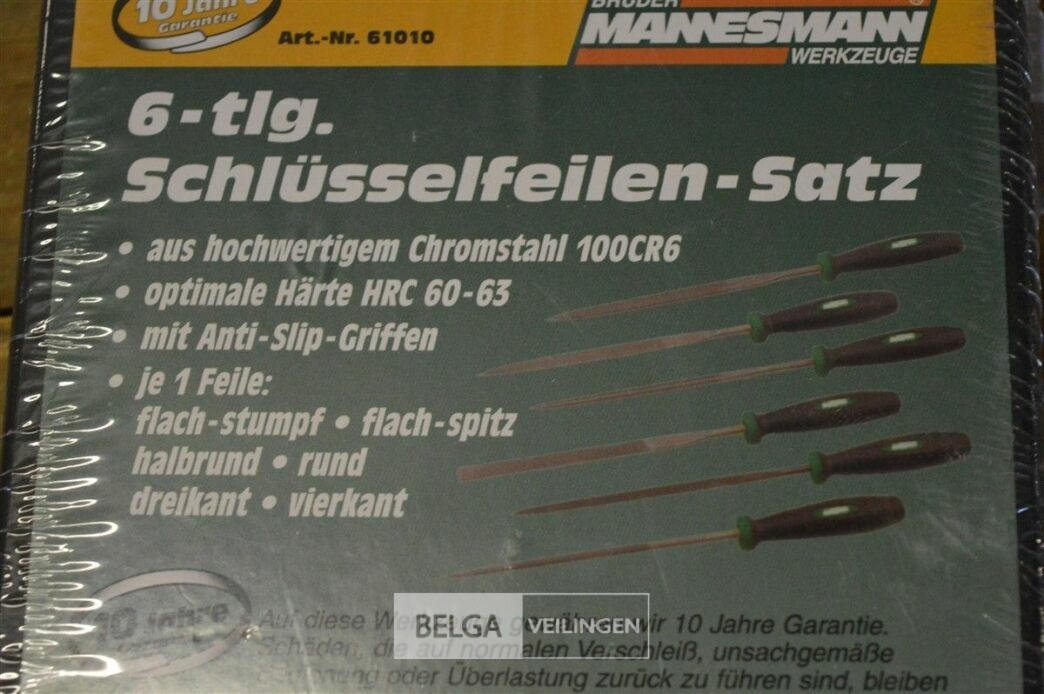 10 Jahre
Garantie
Art.-Nr. 61010
BRÜDER
MANNESMANN
WERKZEUGE
6-tlg.
Schlüsselfeilen-Satz
• aus hochwertigem Chromstahl 100CR6
• optimale Härte HRC 60-63
• mit Anti-Slip-Griffen
• je 1 Feile:
flach-stumpf • flach-spitz
halbrund • rund
dreikant • vierkant
10 Jahre
Auf diese wir 10 Jahre Garantie.
Schäden, die auf normalen Verschleiß, unsachgemäße
oder Überlastung zurück zu führen sind, bleiben
BELGA VEILINGEN